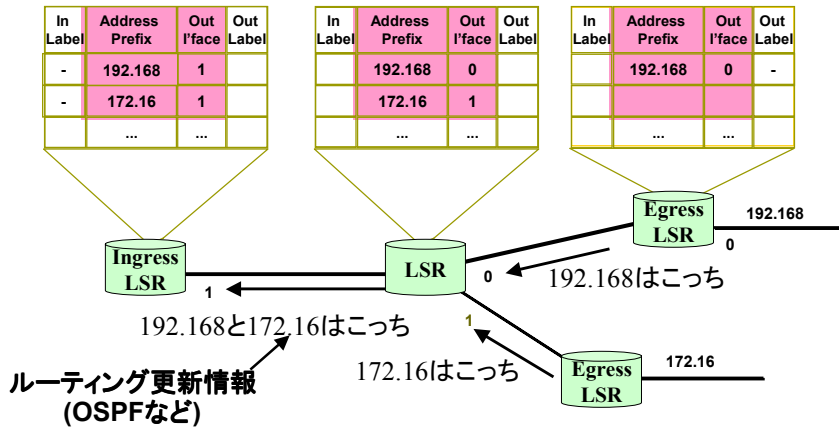 In Label Address Prefix Out I'face Out Label
- 192.168 1
- 172.16 1
... ...
In Label Address Prefix Out I'face Out Label
192.168 0
172.16 1
... ...
In Label Address Prefix Out I'face Out Label
192.168 0 -
... ...
Ingress LSR
1
LSR
0
1
Egress LSR
0
192.168
192.168はこっち
192.168と172.16はこっち
172.16はこっち
Egress LSR
172.16
ルーティング更新情報
(OSPFなど)